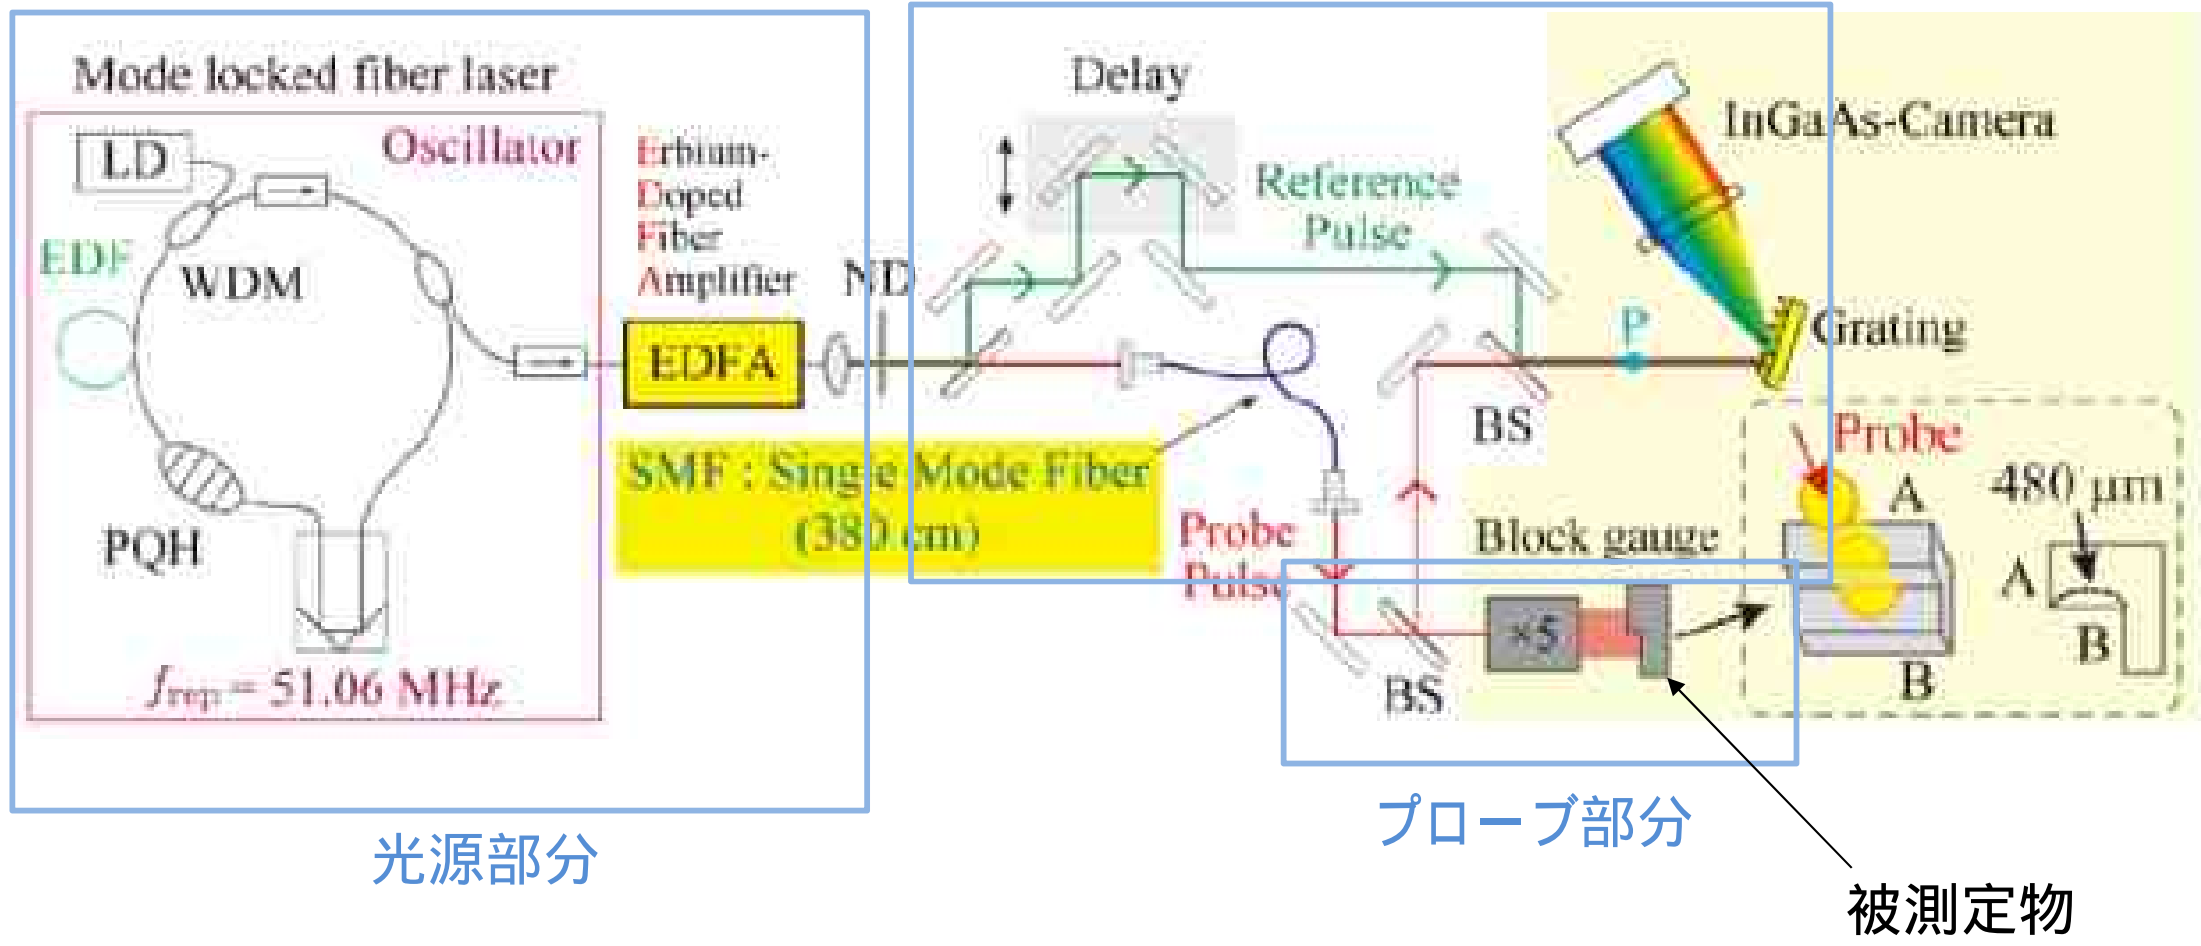 Mode locked fiber laser
Oscillator
LD
EDF
WDM
PQH
frep = 51.06 MHz
Erbium-
Doped
Fiber
Amplifier
EDFA
ND
SMF : Single Mode Fiber
(380 cm)
Delay
Reference
Pulse
InGaAs-Camera
P
Grating
BS
Probe
Pulse
Block gauge
×5
BS
Probe
A
B
480 μm
A
B
光源部分
プローブ部分
被測定物